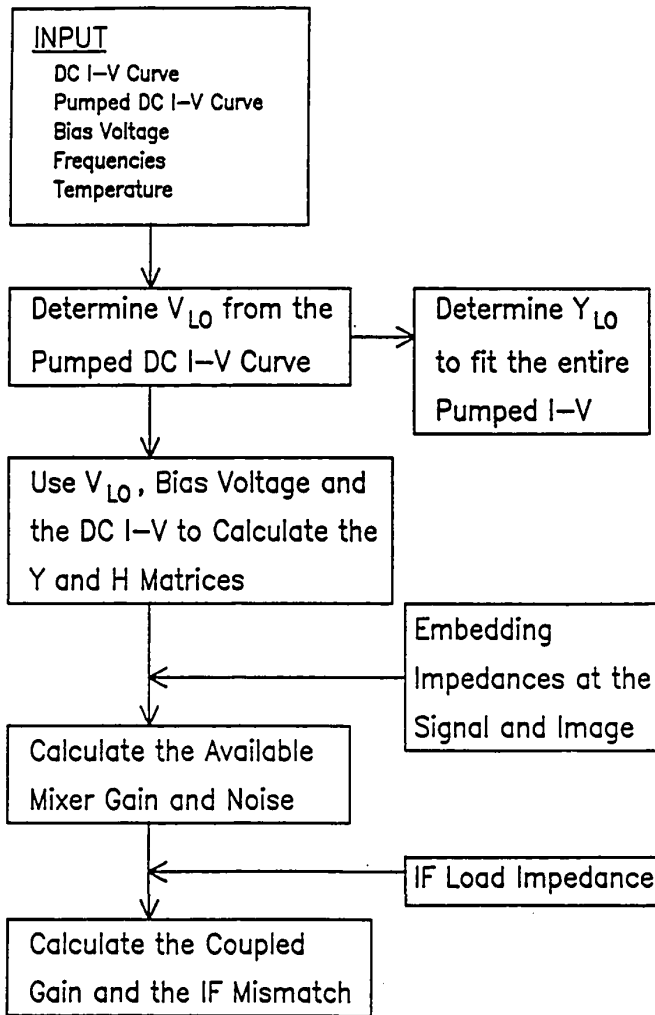 INPUT
DC I–V Curve
Pumped DC I–V Curve
Bias Voltage
Frequencies
Temperature
Determine V_LO from the
Pumped DC I–V Curve
Determine Y_LO
to fit the entire
Pumped I–V
Use V_LO, Bias Voltage and
the DC I–V to Calculate the
Y and H Matrices
Embedding
Impedances at the
Signal and Image
Calculate the Available
Mixer Gain and Noise
IF Load Impedance
Calculate the Coupled
Gain and the IF Mismatch